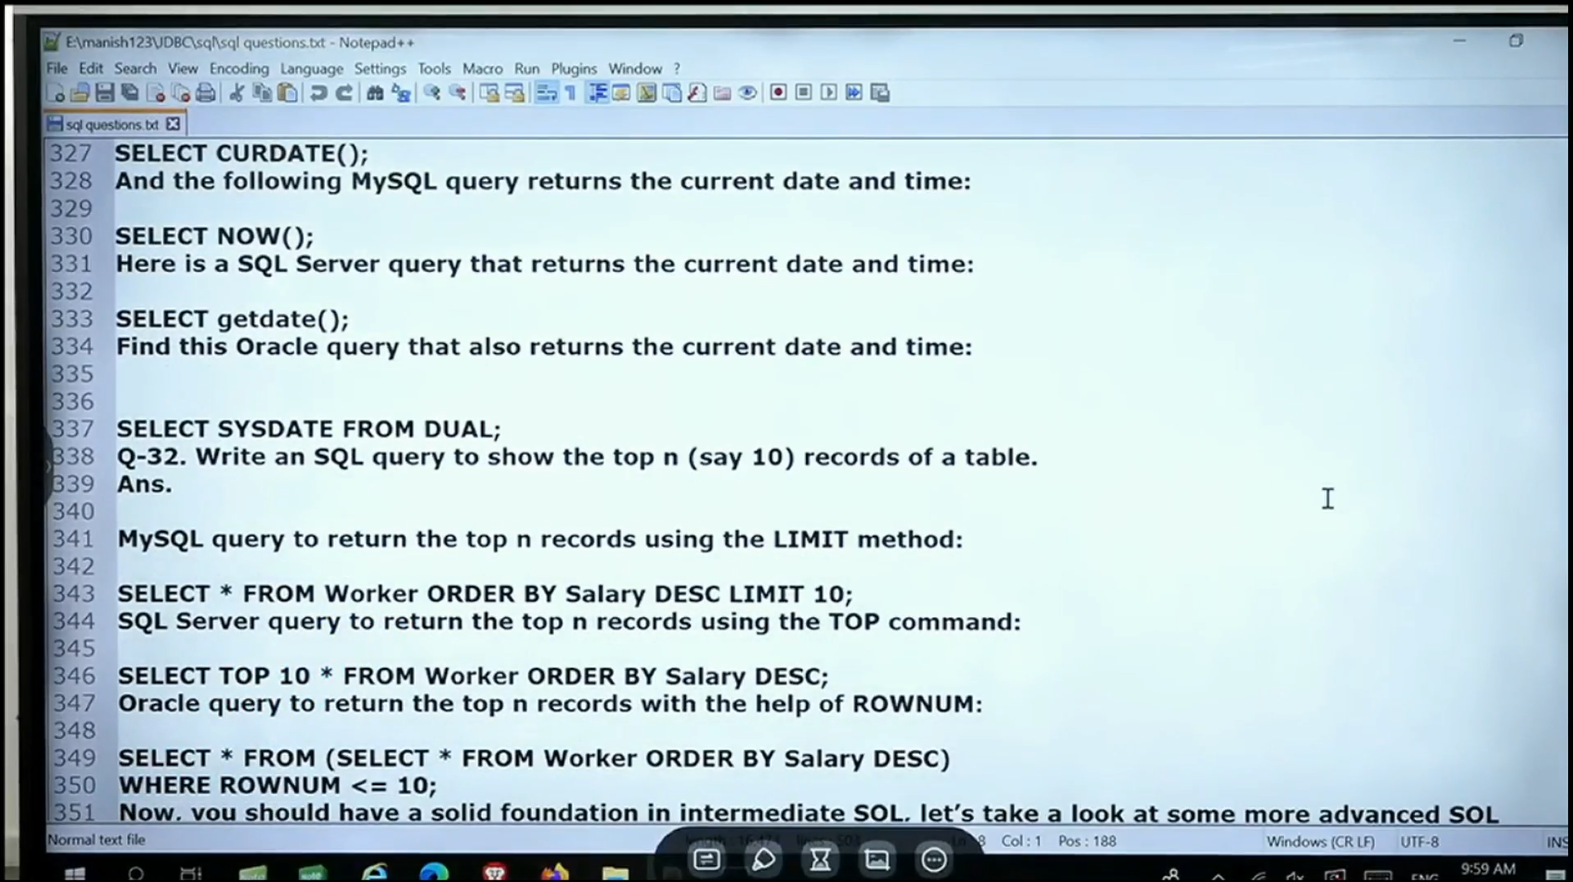 E:\manish123\JDBC\sql\sql questions.txt - Notepad++
File Edit Search View Encoding Language Settings Tools Macro Run Plugins Window ?
sql questions.txt
327 SELECT CURDATE();
328 And the following MySQL query returns the current date and time:
329
330 SELECT NOW();
331 Here is a SQL Server query that returns the current date and time:
332
333 SELECT getdate();
334 Find this Oracle query that also returns the current date and time:
335
336
337 SELECT SYSDATE FROM DUAL;
338 Q-32. Write an SQL query to show the top n (say 10) records of a table.
339 Ans.
340
341 MySQL query to return the top n records using the LIMIT method:
342
343 SELECT * FROM Worker ORDER BY Salary DESC LIMIT 10;
344 SQL Server query to return the top n records using the TOP command:
345
346 SELECT TOP 10 * FROM Worker ORDER BY Salary DESC;
347 Oracle query to return the top n records with the help of ROWNUM:
348
349 SELECT * FROM (SELECT * FROM Worker ORDER BY Salary DESC)
350 WHERE ROWNUM <= 10;
351 Now, you should have a solid foundation in intermediate SQL, let’s take a look at some more advanced SQL
Normal text file Col : 1 Pos : 188 Windows (CR LF) UTF-8 INS
ENG 9:59 AM